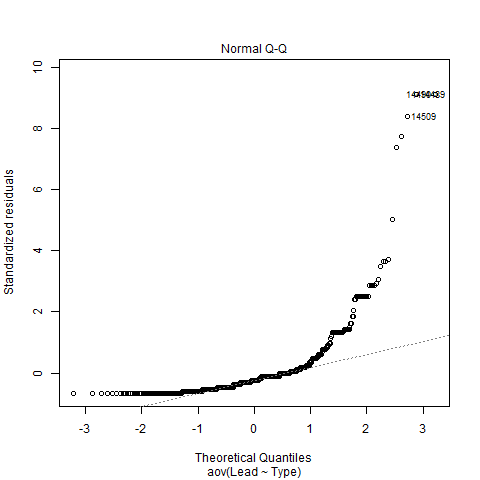 Normal Q-Q
10
8
6
4
2
0
Standardized residuals
14509
-3 -2 -1 0 1 2 3
Theoretical Quantiles
aov(Lead ~ Type)